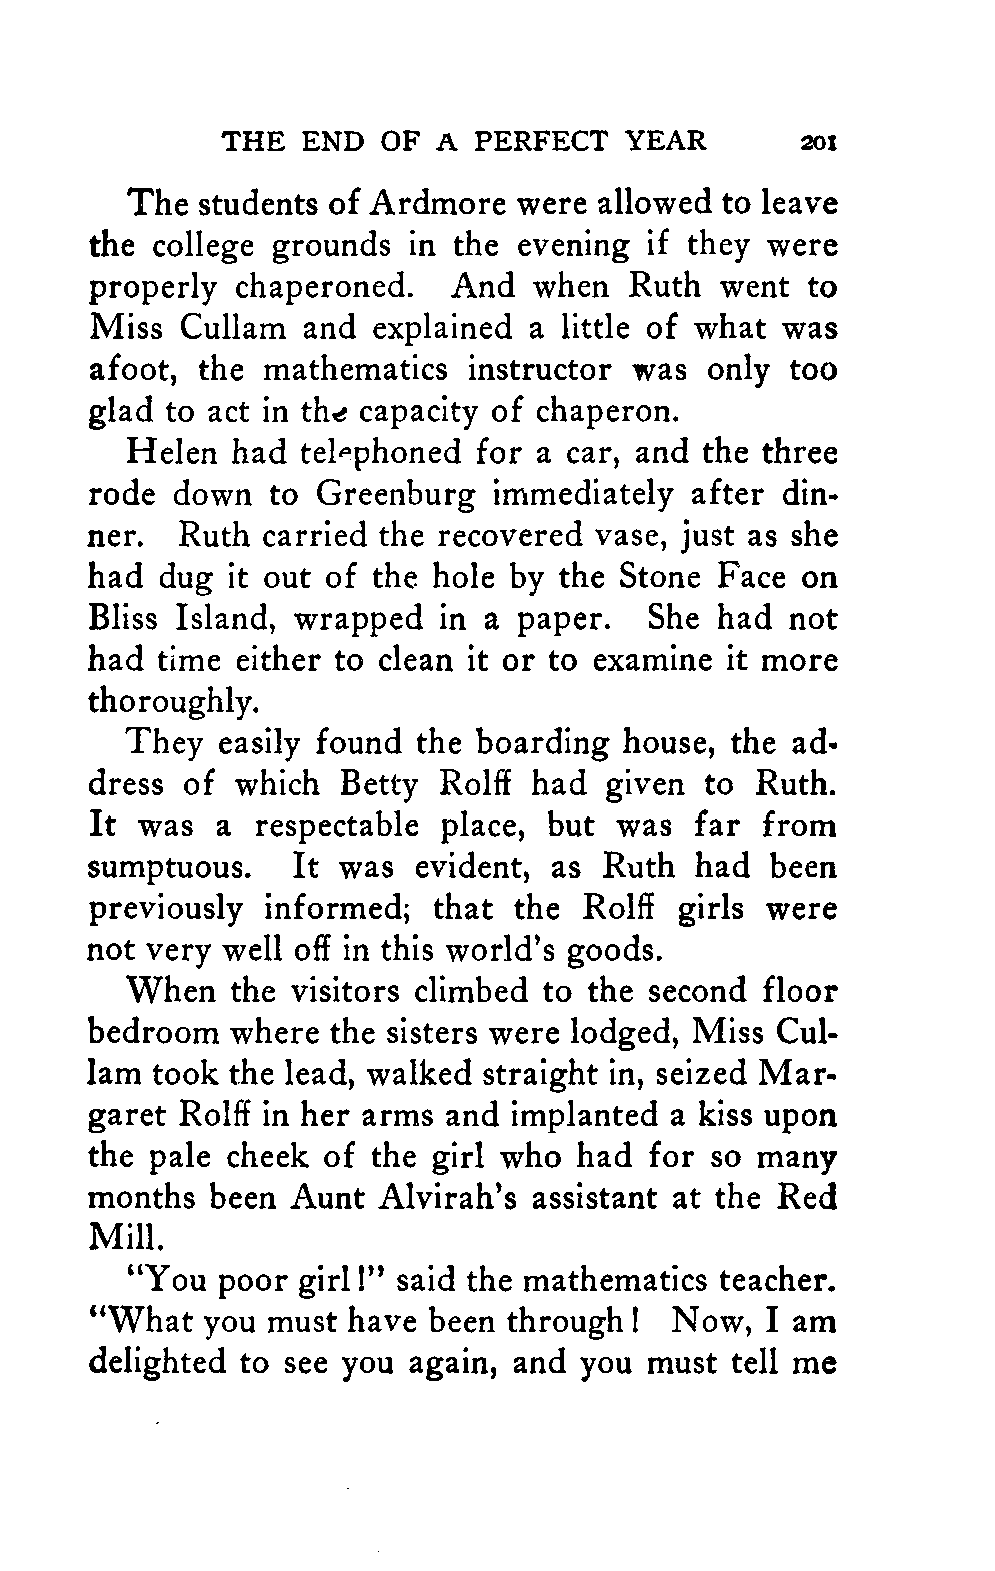 THE END OF A PERFECT YEAR 201
The students of Ardmore were allowed to leave
the college grounds in the evening if they were
properly chaperoned. And when Ruth went to
Miss Cullam and explained a little of what was
afoot, the mathematics instructor was only too
glad to act in the capacity of chaperon.
Helen had telephoned for a car, and the three
rode down to Greenburg immediately after din-
ner. Ruth carried the recovered vase, just as she
had dug it out of the hole by the Stone Face on
Bliss Island, wrapped in a paper. She had not
had time either to clean it or to examine it more
thoroughly.
They easily found the boarding house, the ad-
dress of which Betty Rolff had given to Ruth.
It was a respectable place, but was far from
sumptuous. It was evident, as Ruth had been
previously informed; that the Rolff girls were
not very well off in this world's goods.
When the visitors climbed to the second floor
bedroom where the sisters were lodged, Miss Cul-
lam took the lead, walked straight in, seized Mar-
garet Rolff in her arms and implanted a kiss upon
the pale cheek of the girl who had for so many
months been Aunt Alvirah's assistant at the Red
Mill.
"You poor girl!" said the mathematics teacher.
"What you must have been through! Now, I am
delighted to see you again, and you must tell me